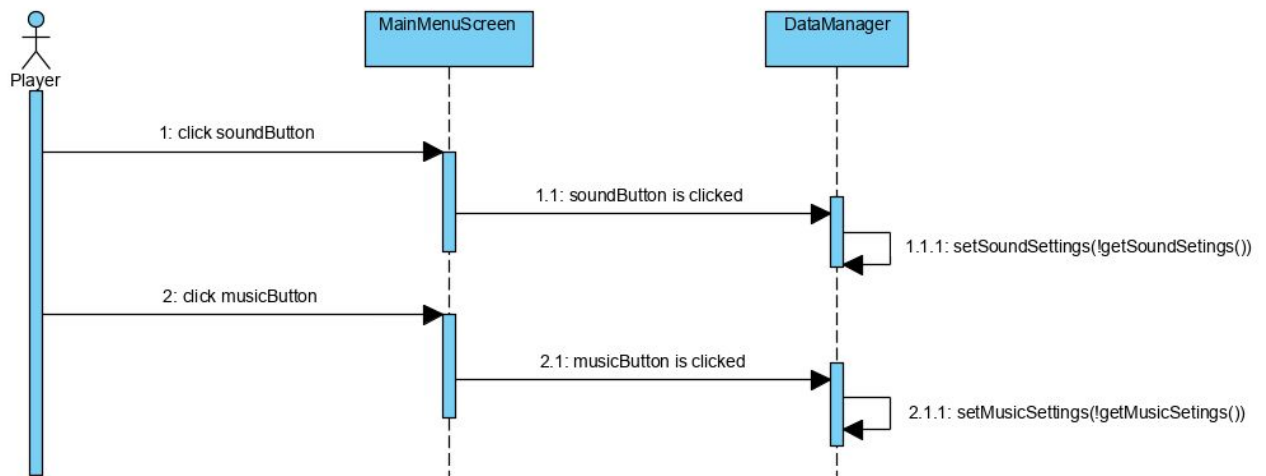 MainMenuScreen
DataManager
Player
1: click soundButton
1.1: soundButton is clicked
1.1.1: setSoundSettings(!getSoundSetings())
2: click musicButton
2.1: musicButton is clicked
2.1.1: setMusicSettings(!getMusicSetings())